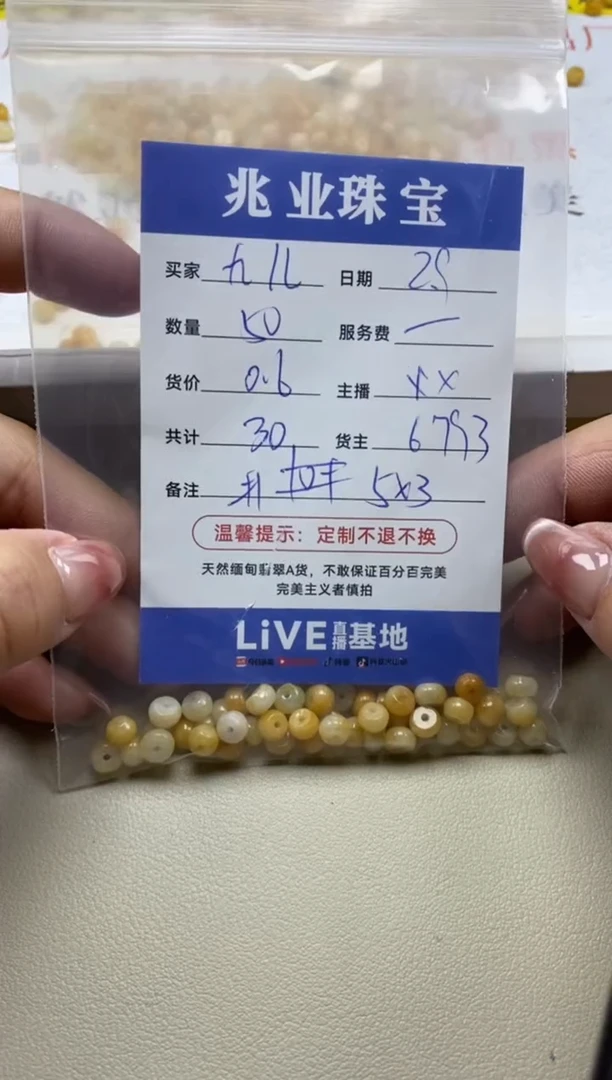 兆业珠宝
买家 九儿 日期 29
数量 50 服务费 一
货价 0.6 主播 xx
共计 30 货主 6793
备注 5x3
温馨提示：定制不退不换
天然缅甸翡翠A货，不敢保证百分百完美
完美主义者慎拍
LiVE直播基地